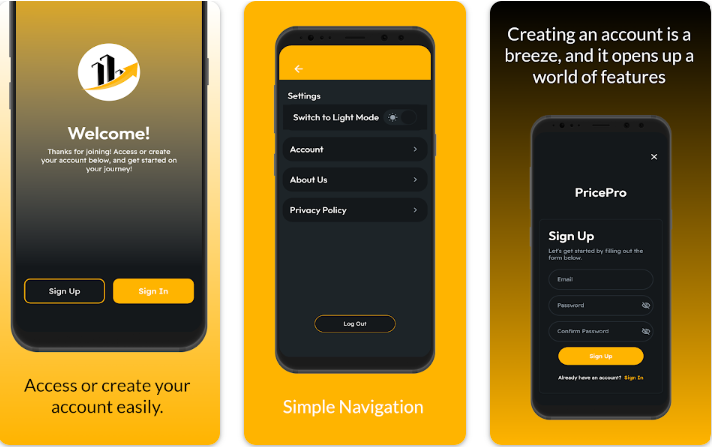 Welcome!
Thanks for joining! Access or create
your account below, and get started on
your journey!
Sign Up
Sign In
Access or create your
account easily.
Settings
Switch to Light Mode
Account
About Us
Privacy Policy
Log Out
Simple Navigation
Creating an account is a
breeze, and it opens up a
world of features
PricePro
Sign Up
Let's get started by filling out the
form below.
Email
Password
Confirm Password
Sign Up
Already have an account? Sign In